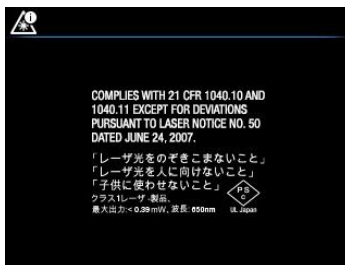 COMPLIES WITH 21 CFR 1040.10 AND
1040.11 EXCEPT FOR DEVIATIONS
PURSUANT TO LASER NOTICE NO. 50
DATED JUNE 24, 2007.
「レーザ光をのぞきこまないこと」
「レーザ光を人に向けないこと」
「子供に使わせないこと」
クラス1レーザ-製品、
最大出力:< 0.39 mW、波長: 650nm
PS
C
UL Japan